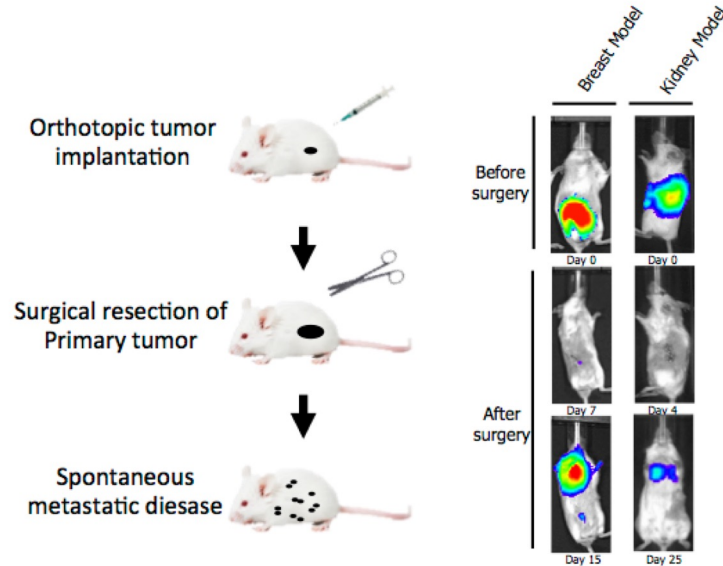 Orthotopic tumor
implantation
Surgical resection of
Primary tumor
Spontaneous
metastatic diesase
Breast Model
Kidney Model
Before
surgery
Day 0
Day 0
After
surgery
Day 7
Day 4
Day 15
Day 25